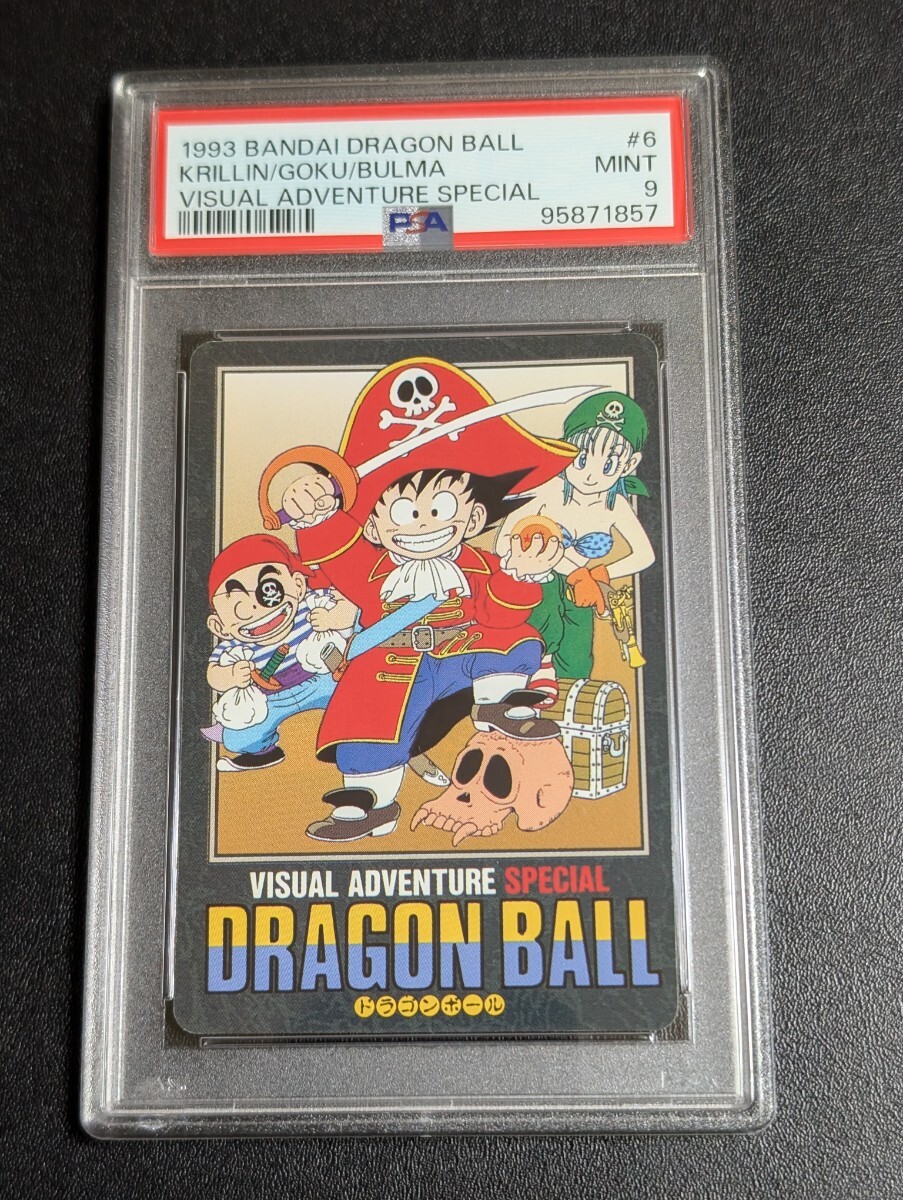 1993 BANDAI DRAGON BALL #6
KRILLIN/GOKU/BULMA MINT
VISUAL ADVENTURE SPECIAL 9
PSA 95871857
VISUAL ADVENTURE SPECIAL
DRAGON BALL
ドラゴンボール